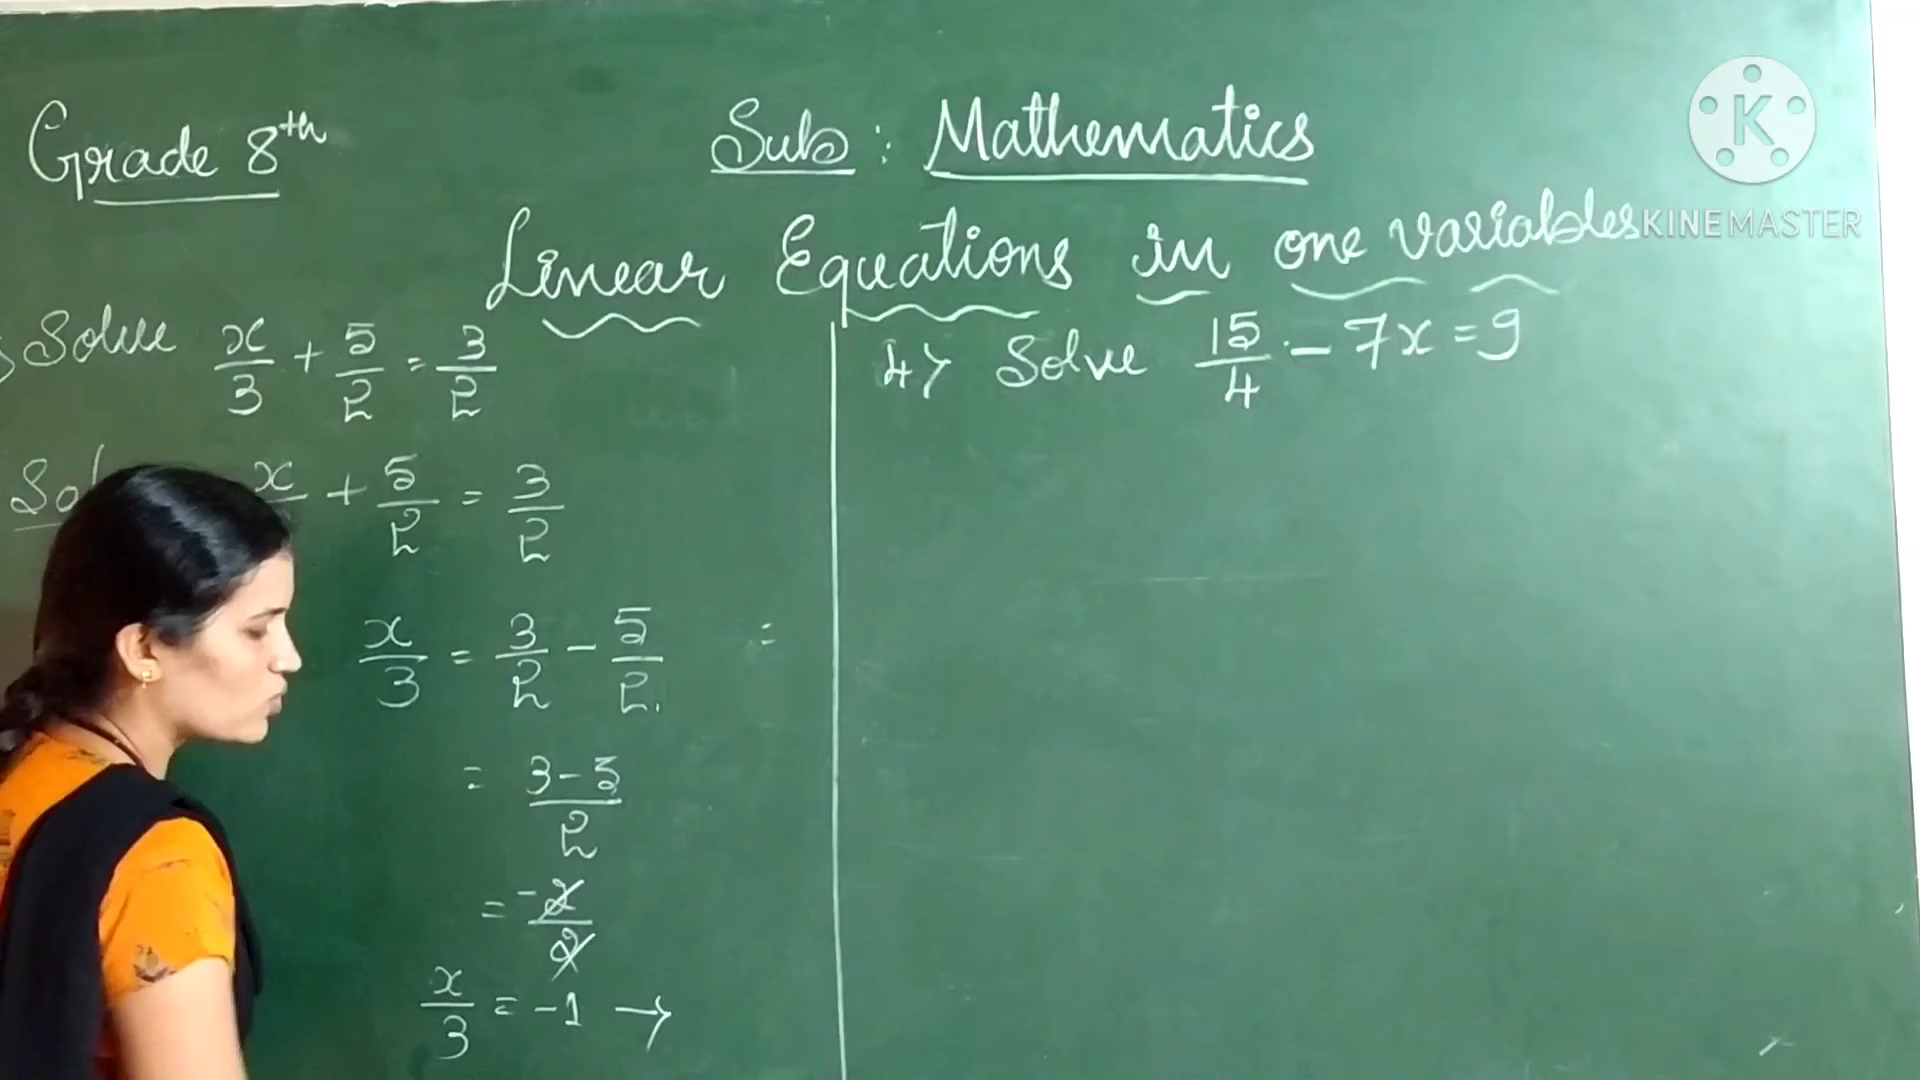 Grade 8th
Sub : Mathematics
K
KINEMASTER
Linear Equations in one variables
Solve x/3 + 5/2 = 3/2
x + 5/2 = 3/2
x/3 = 3/2 - 5/2 =
= 3-5/2
= -2/2
x/3 = -1 →
4> Solve 15/4 - 7x = 9